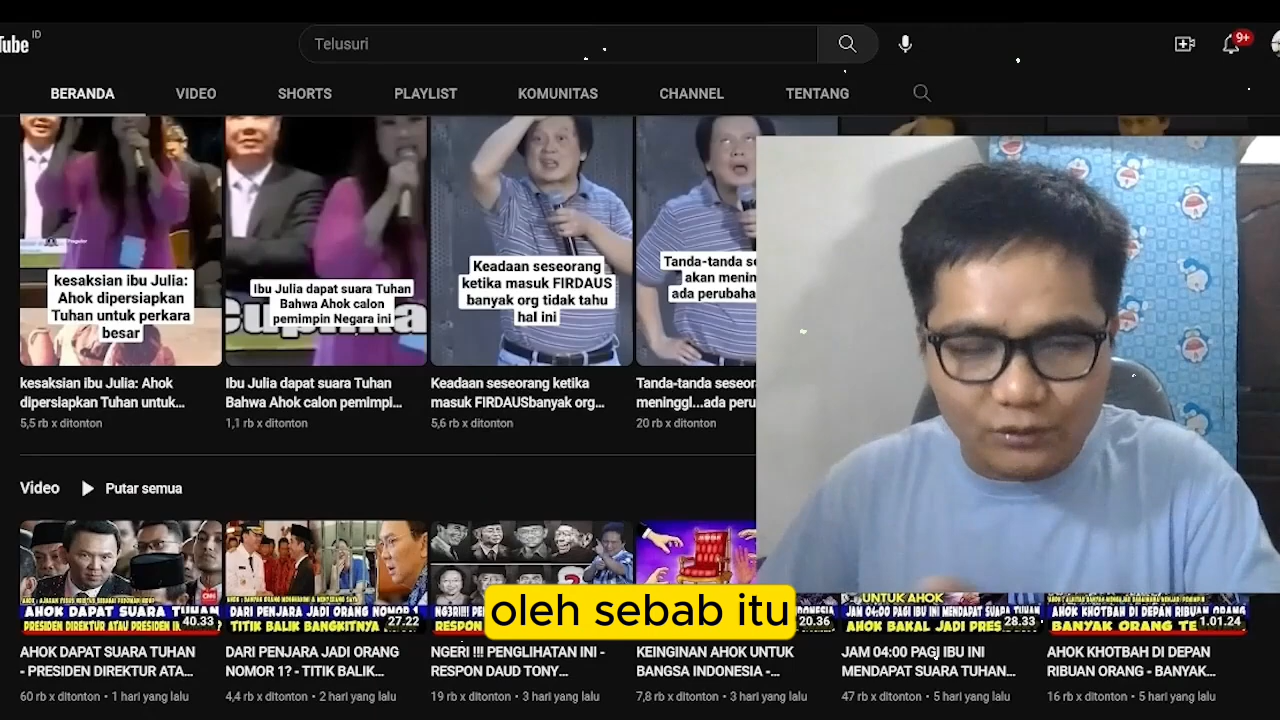 Tube ID
Telusuri
9+
BERANDA VIDEO SHORTS PLAYLIST KOMUNITAS CHANNEL TENTANG
kesaksian ibu Julia:
Ahok dipersiapkan
Tuhan untuk perkara
besar
Ibu Julia dapat suara Tuhan
Bahwa Ahok calon
pemimpin Negara ini
Keadaan seseorang
ketika masuk FIRDAUS
banyak org tidak tahu
hal ini
Tanda-tanda se
akan mening
ada perubaha
kesaksian ibu Julia: Ahok
dipersiapkan Tuhan untuk...
5,5 rb x ditonton
Ibu Julia dapat suara Tuhan
Bahwa Ahok calon pemimpi...
1,1 rb x ditonton
Keadaan seseorang ketika
masuk FIRDAUSbanyak org...
5,6 rb x ditonton
Tanda-tanda seseor
meninggl...ada peru
20 rb x ditonton
Video Putar semua
AHOK DAPAT SUARA TUHAN
PRESIDEN DIREKTUR ATAU PRESIDEN
40.33
DARI PENJARA JADI ORANG NOMOR 1
TITIK BALIK BANGKITNYA
27.22
NG3R!!!
RESPON
20.36
UNTUK AHOK
JAM 04:00 PAGI IBU INI MENDAPAT SUARA TUHAN
AHOK BAKAL JADI PRES
28.33
AHOK KHOTBAH DI DEPAN RIBUAN ORANG
BANYAK ORANG TE
1.01.24
oleh sebab itu
AHOK DAPAT SUARA TUHAN
- PRESIDEN DIREKTUR ATA...
60 rb x ditonton • 1 hari yang lalu
DARI PENJARA JADI ORANG
NOMOR 1? - TITIK BALIK...
4,4 rb x ditonton • 2 hari yang lalu
NGERI !!! PENGLIHATAN INI -
RESPON DAUD TONY...
19 rb x ditonton • 3 hari yang lalu
KEINGINAN AHOK UNTUK
BANGSA INDONESIA -...
7,8 rb x ditonton • 3 hari yang lalu
JAM 04:00 PAGJ IBU INI
MENDAPAT SUARA TUHAN...
47 rb x ditonton • 5 hari yang lalu
AHOK KHOTBAH DI DEPAN
RIBUAN ORANG - BANYAK...
16 rb x ditonton • 5 hari yang lalu